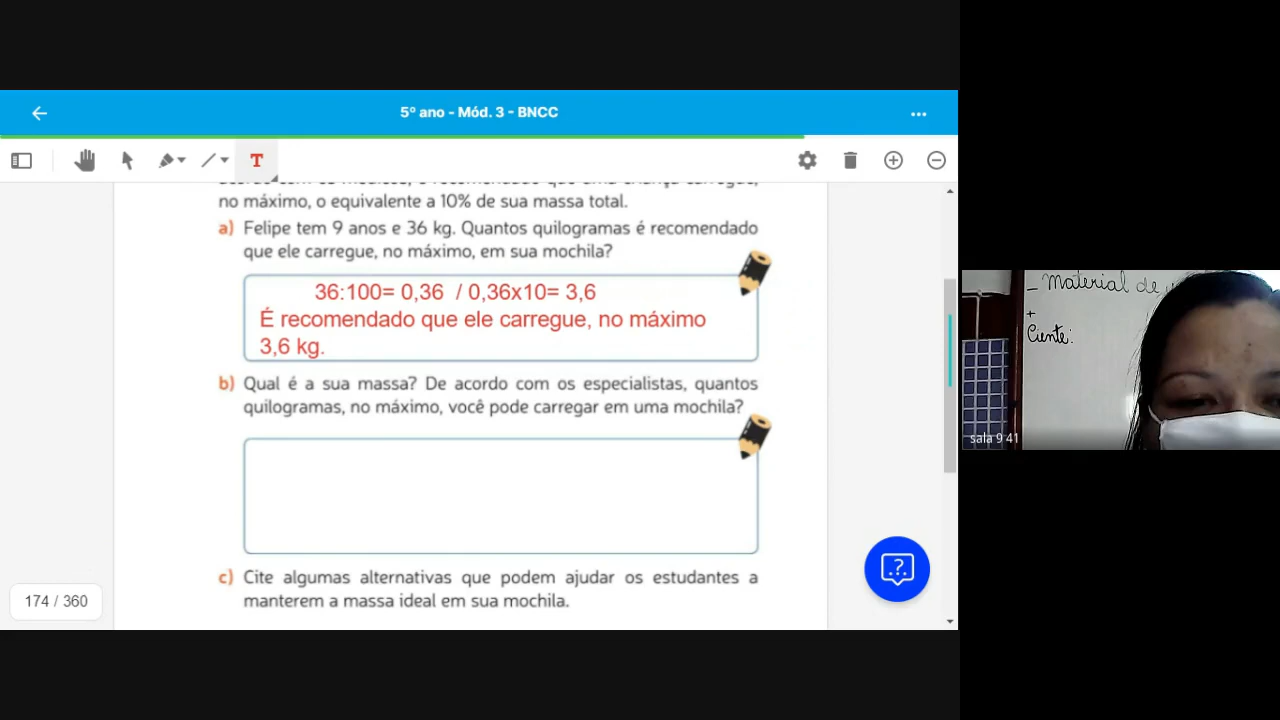 5º ano - Mód. 3 - BNCC
T
no máximo, o equivalente a 10% de sua massa total.
a) Felipe tem 9 anos e 36 kg. Quantos quilogramas é recomendado
que ele carregue, no máximo, em sua mochila?
36:100= 0,36 / 0,36x10= 3,6
É recomendado que ele carregue, no máximo
3,6 kg.
b) Qual é a sua massa? De acordo com os especialistas, quantos
quilogramas, no máximo, você pode carregar em uma mochila?
c) Cite algumas alternativas que podem ajudar os estudantes a
manterem a massa ideal em sua mochila.
174 / 360
- Material de
+
Ciente:
sala 9 41